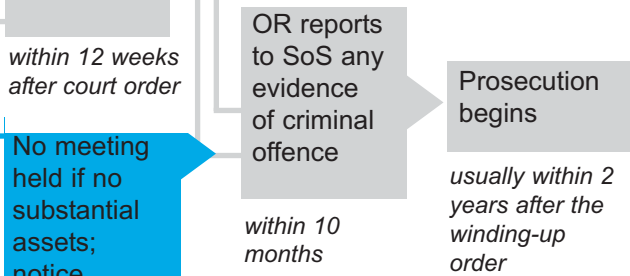 within 12 weeks
after court order
No meeting
held if no
substantial
assets;
notice
OR reports
to SoS any
evidence
of criminal
offence
within 10
months
Prosecution
begins
usually within 2
years after the
winding-up
order